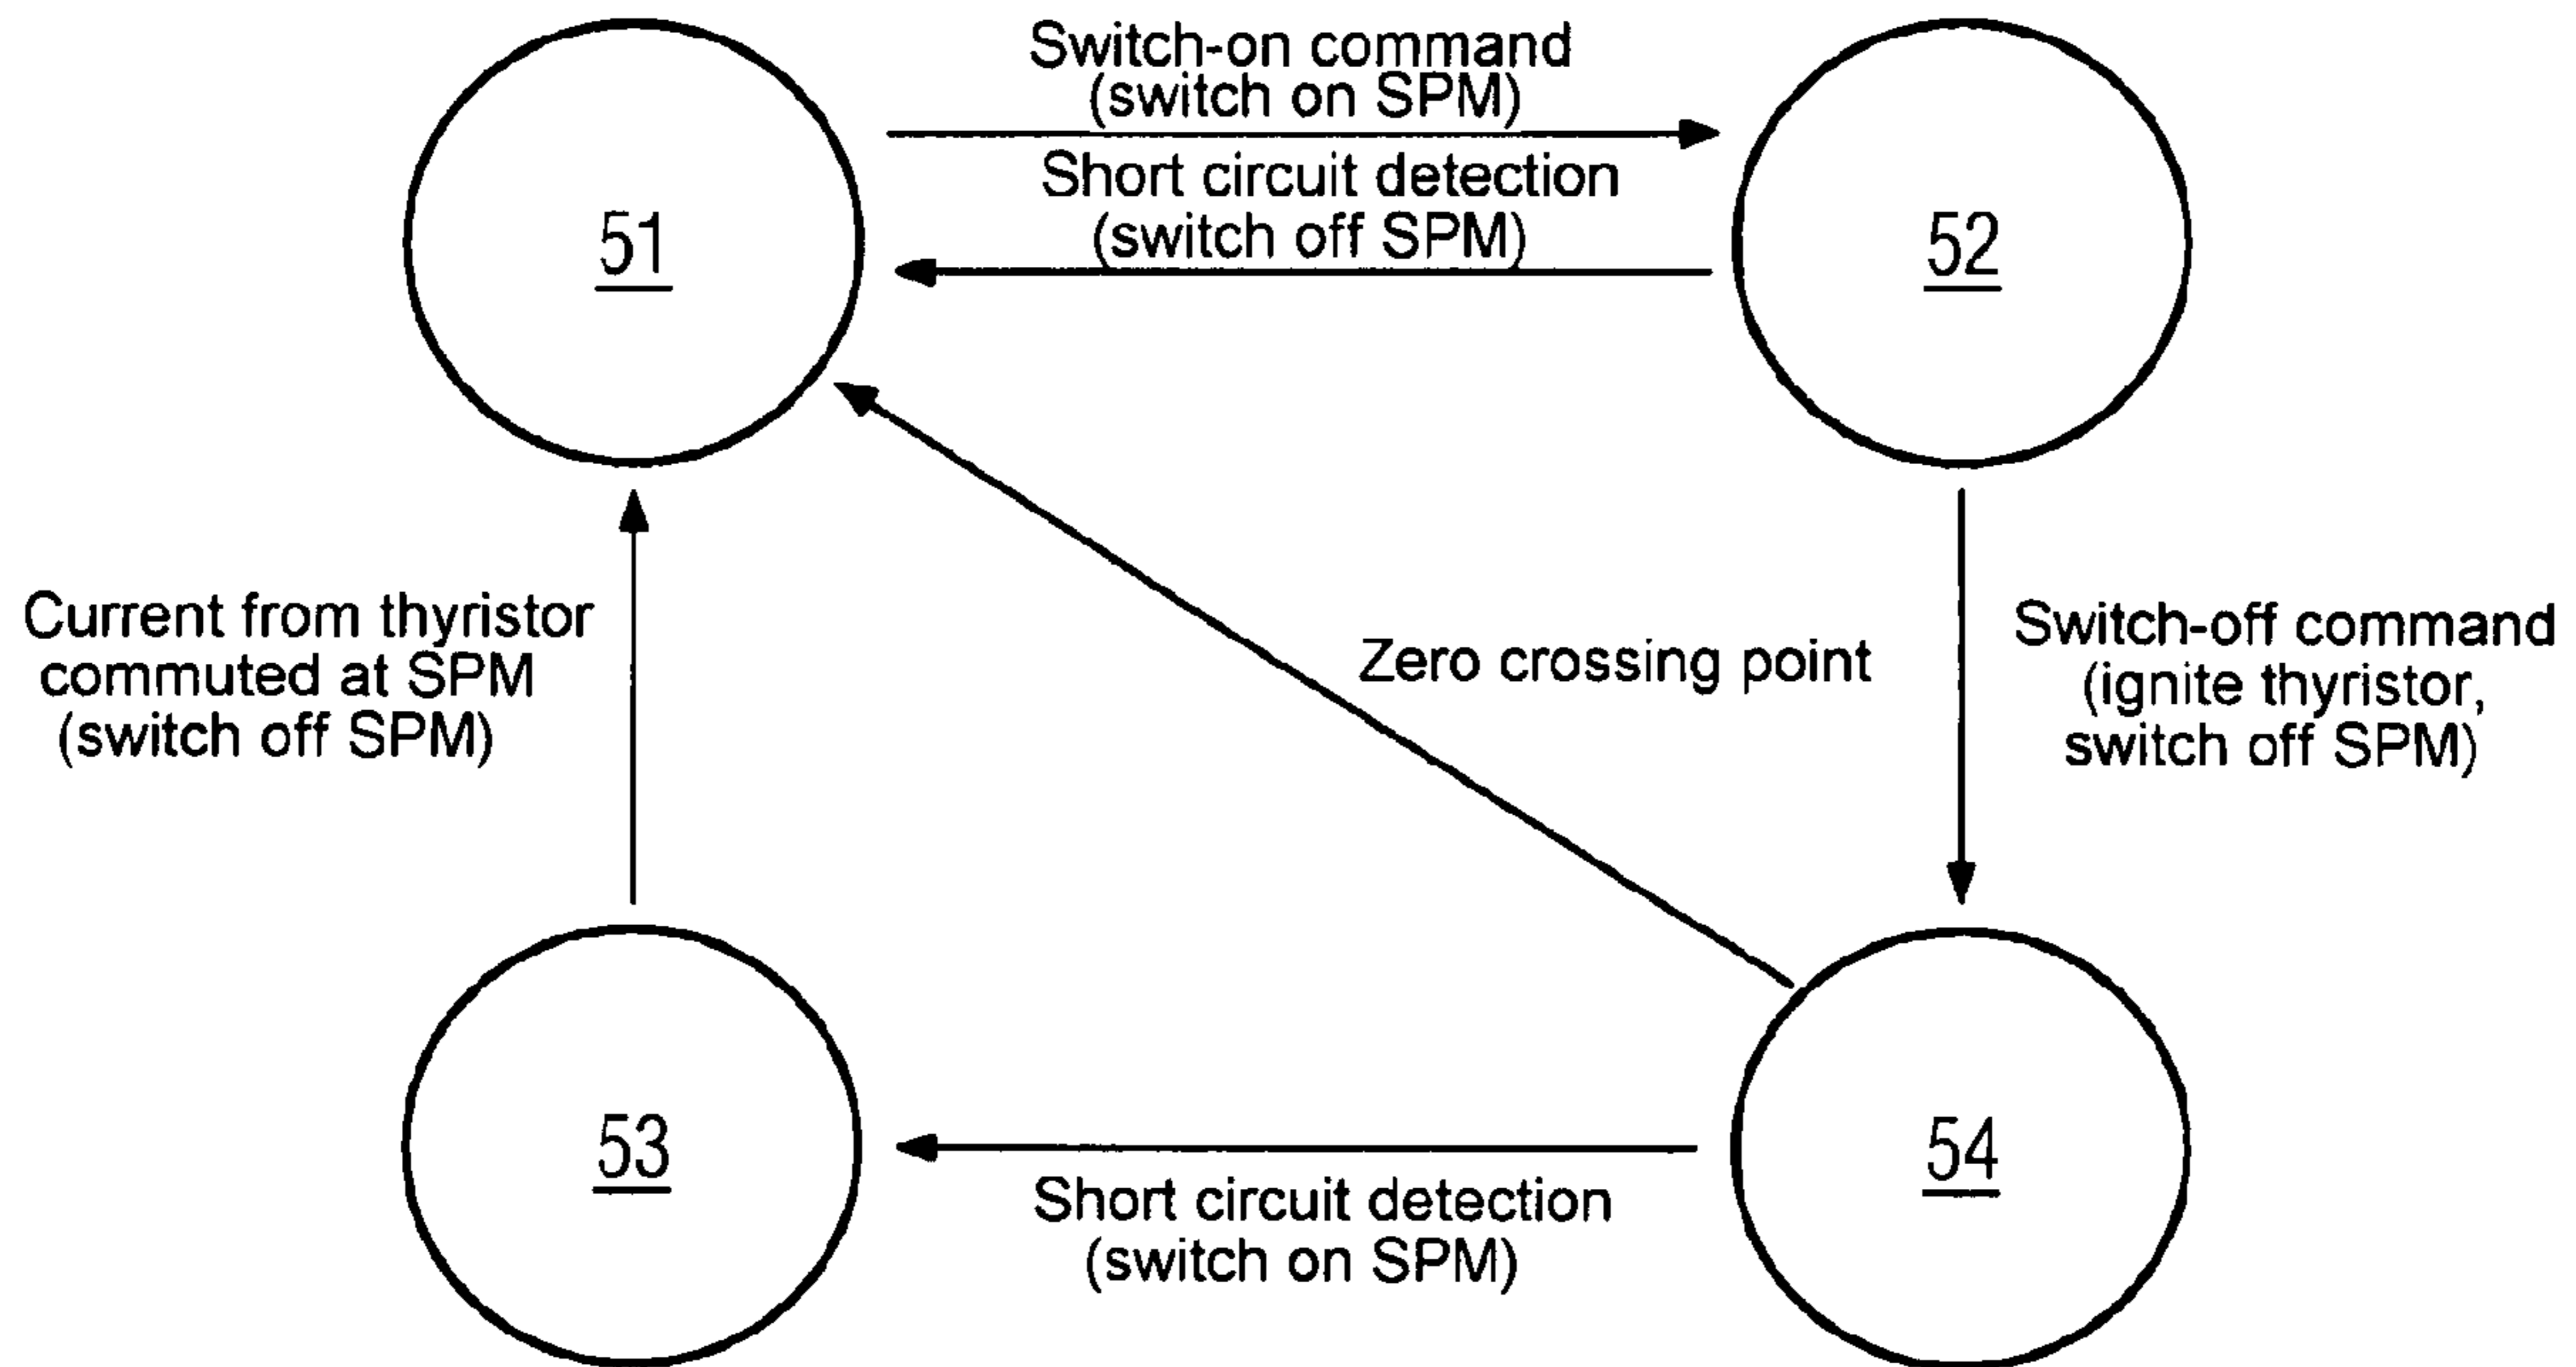 Switch-on command
(switch on SPM)
Short circuit detection
(switch off SPM)
51
52
Current from thyristor
commuted at SPM
(switch off SPM)
Zero crossing point
Switch-off command
(ignite thyristor,
switch off SPM)
53
54
Short circuit detection
(switch on SPM)